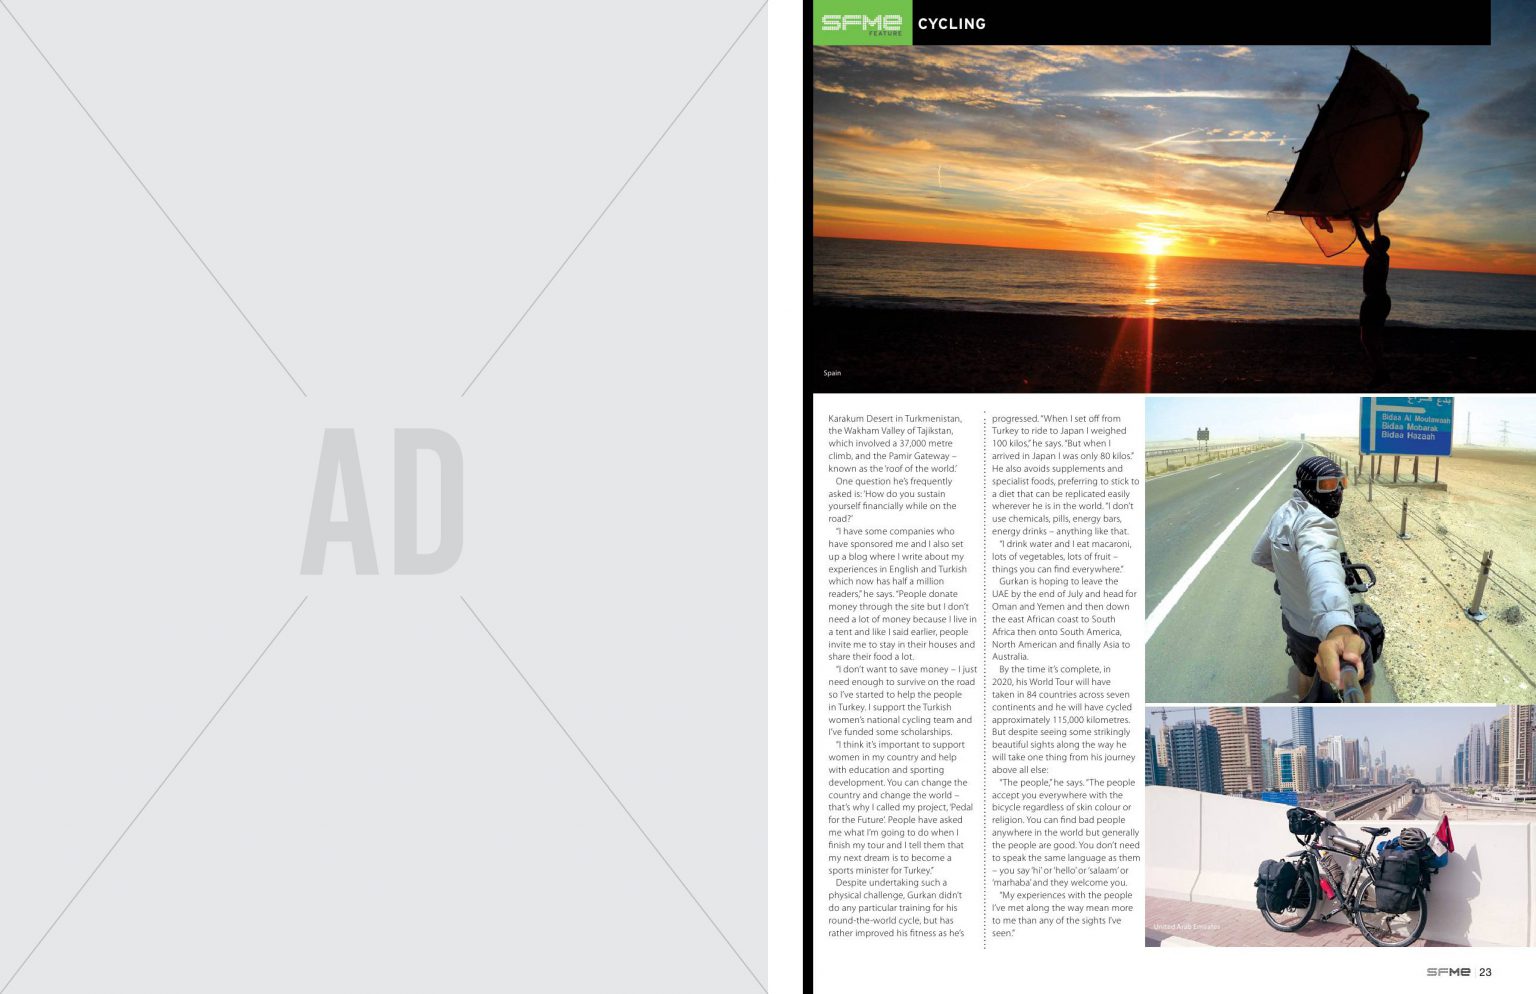 AD
SFMe
FEATURE
CYCLING
Spain
Karakum Desert in Turkmenistan,
the Wakham Valley of Tajikstan,
which involved a 37,000 metre
climb, and the Pamir Gateway –
known as the ‘roof of the world.’
One question he’s frequently
asked is: ‘How do you sustain
yourself financially while on the
road?’
“I have some companies who
have sponsored me and I also set
up a blog where I write about my
experiences in English and Turkish
which now has half a million
readers,” he says. “People donate
money through the site but I don’t
need a lot of money because I live in
a tent and like I said earlier, people
invite me to stay in their houses and
share their food a lot.
“I don’t want to save money – I just
need enough to survive on the road
so I’ve started to help the people
in Turkey. I support the Turkish
women’s national cycling team and
I’ve funded some scholarships.
“I think it’s important to support
women in my country and help
with education and sporting
development. You can change the
country and change the world –
that’s why I called my project, ‘Pedal
for the Future’. People have asked
me what I’m going to do when I
finish my tour and I tell them that
my next dream is to become a
sports minister for Turkey.”
Despite undertaking such a
physical challenge, Gurkan didn’t
do any particular training for his
round-the-world cycle, but has
rather improved his fitness as he’s
progressed. “When I set off from
Turkey to ride to Japan I weighed
100 kilos,” he says. “But when I
arrived in Japan I was only 80 kilos.”
He also avoids supplements and
specialist foods, preferring to stick to
a diet that can be replicated easily
wherever he is in the world. “I don’t
use chemicals, pills, energy bars,
energy drinks – anything like that.
“I drink water and I eat macaroni,
lots of vegetables, lots of fruit –
things you can find everywhere.”
Gurkan is hoping to leave the
UAE by the end of July and head for
Oman and Yemen and then down
the east African coast to South
Africa then onto South America,
North American and finally Asia to
Australia.
By the time it’s complete, in
2020, his World Tour will have
taken in 84 countries across seven
continents and he will have cycled
approximately 115,000 kilometres.
But despite seeing some strikingly
beautiful sights along the way he
will take one thing from his journey
above all else:
“The people,” he says. “The people
accept you everywhere with the
bicycle regardless of skin colour or
religion. You can find bad people
anywhere in the world but generally
the people are good. You don’t need
to speak the same language as them
– you say ‘hi’ or ‘hello’ or ‘salaam’ or
‘marhaba’ and they welcome you.
“My experiences with the people
I’ve met along the way mean more
to me than any of the sights I’ve
seen.”
Bidaa Al Moutawaah
Bidaa Mobarak
Bidaa Hazaah
United Arab Emirates
SFMe 23